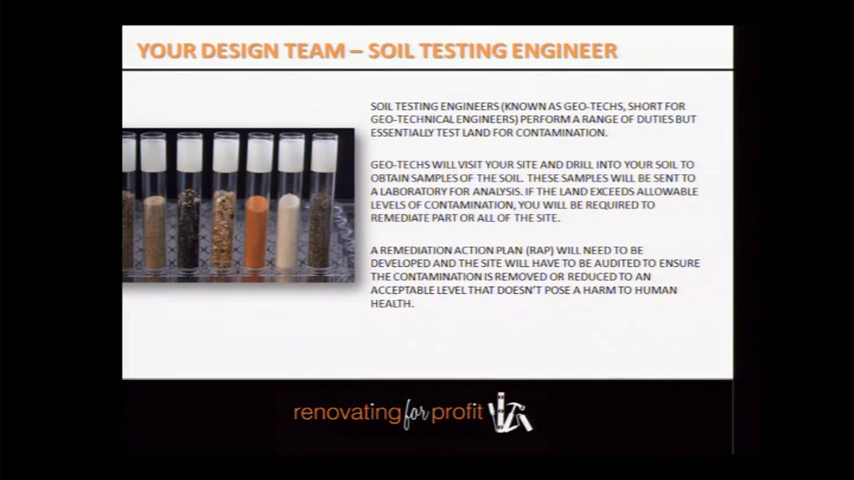 YOUR DESIGN TEAM – SOIL TESTING ENGINEER
SOIL TESTING ENGINEERS (KNOWN AS GEO-TECHS, SHORT FOR
GEO-TECHNICAL ENGINEERS) PERFORM A RANGE OF DUTIES BUT
ESSENTIALLY TEST LAND FOR CONTAMINATION.
GEO-TECHS WILL VISIT YOUR SITE AND DRILL INTO YOUR SOIL TO
OBTAIN SAMPLES OF THE SOIL. THESE SAMPLES WILL BE SENT TO
A LABORATORY FOR ANALYSIS. IF THE LAND EXCEEDS ALLOWABLE
LEVELS OF CONTAMINATION, YOU WILL BE REQUIRED TO
REMEDIATE PART OR ALL OF THE SITE.
A REMEDIATION ACTION PLAN (RAP) WILL NEED TO BE
DEVELOPED AND THE SITE WILL HAVE TO BE AUDITED TO ENSURE
THE CONTAMINATION IS REMOVED OR REDUCED TO AN
ACCEPTABLE LEVEL THAT DOESN'T POSE A HARM TO HUMAN
HEALTH.
renovating for profit